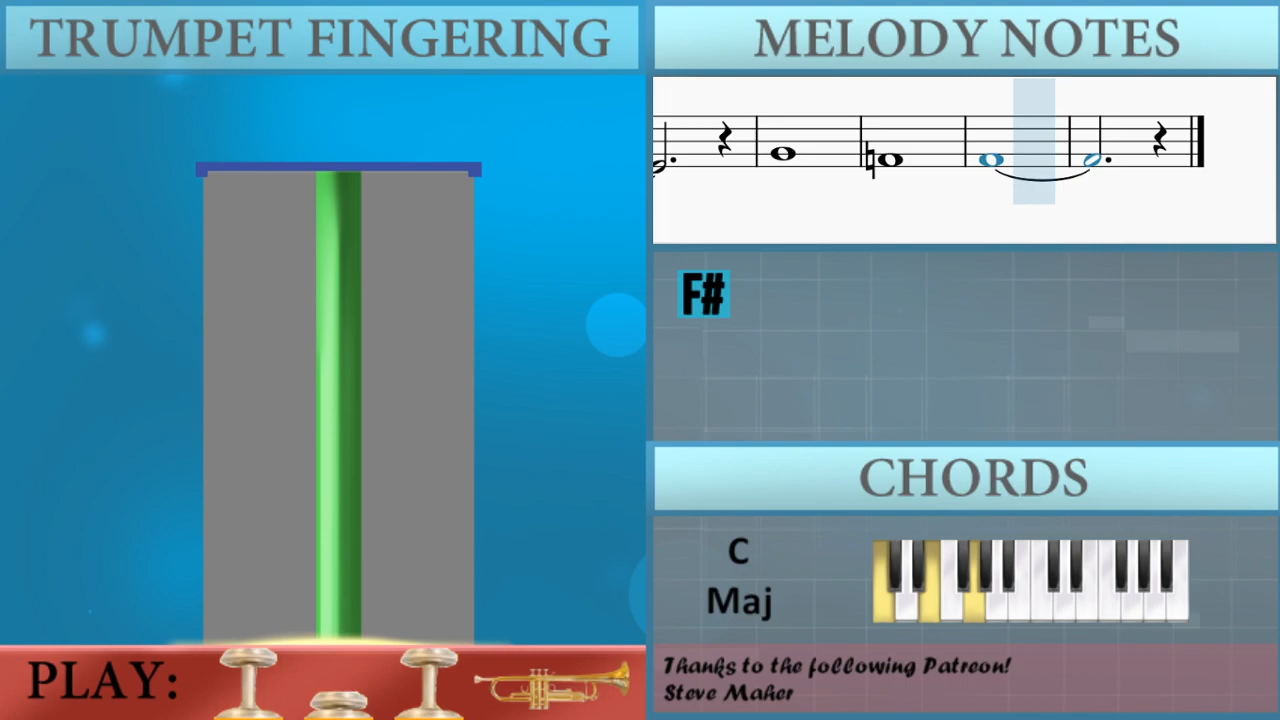 TRUMPET FINGERING
MELODY NOTES
F#
CHORDS
C
Maj
PLAY:
Thanks to the following Patreon!
Steve Maher